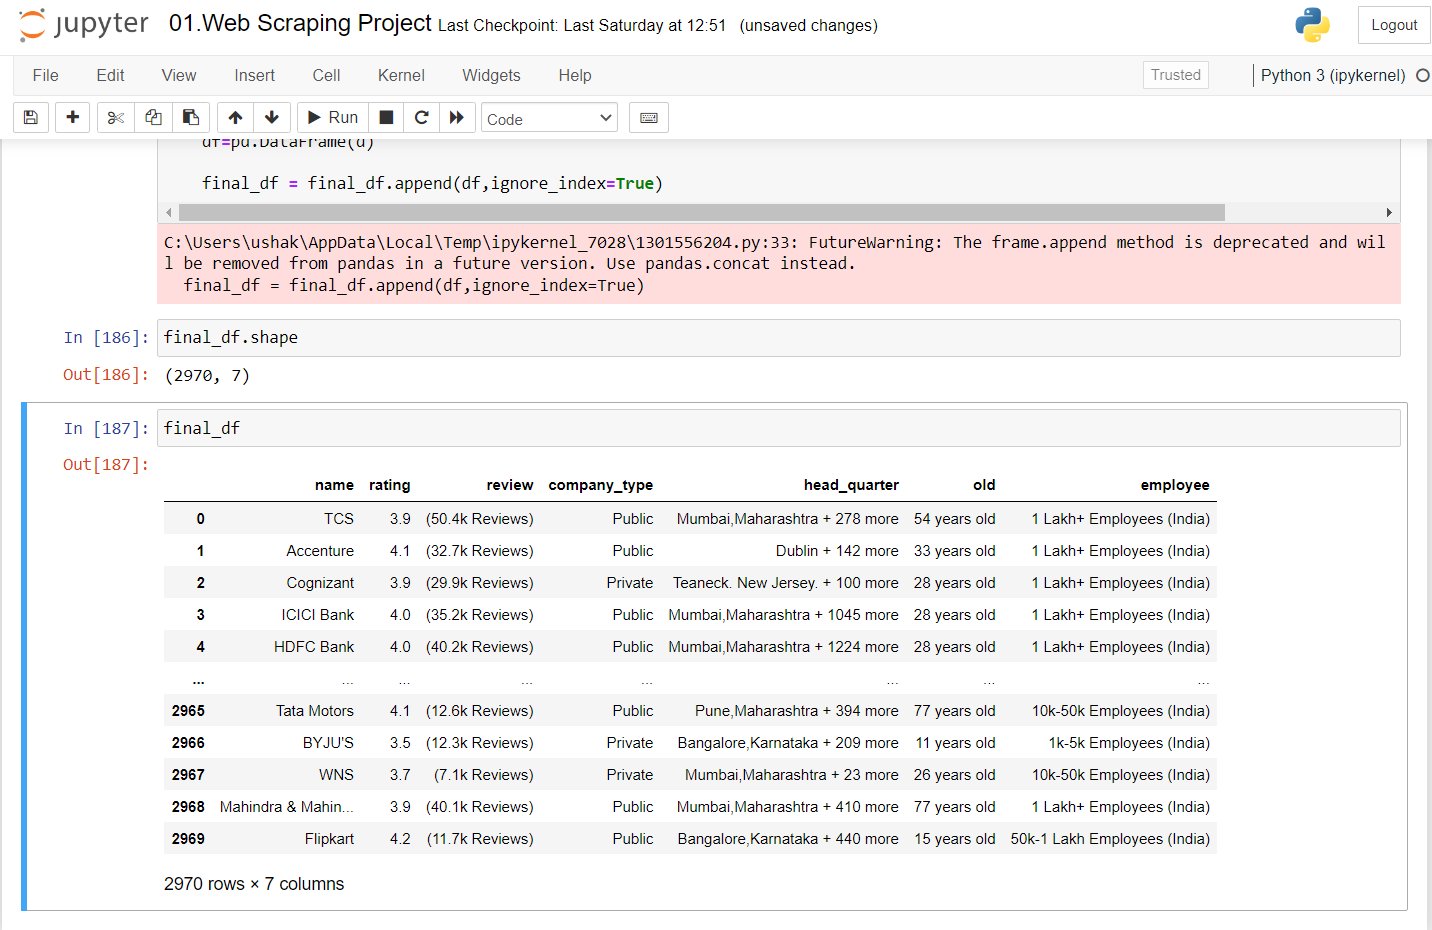 jupyter 01.Web Scraping Project Last Checkpoint: Last Saturday at 12:51 (unsaved changes) Logout
File Edit View Insert Cell Kernel Widgets Help Trusted Python 3 (ipykernel)
Run Code
df=pd.DataFrame(d)
final_df = final_df.append(df,ignore_index=True)
C:\Users\ushak\AppData\Local\Temp\ipykernel_7028\1301556204.py:33: FutureWarning: The frame.append method is deprecated and wil
l be removed from pandas in a future version. Use pandas.concat instead.
final_df = final_df.append(df,ignore_index=True)
In [186]: final_df.shape
Out[186]: (2970, 7)
In [187]: final_df
Out[187]:
name rating review company_type head_quarter old employee
0 TCS 3.9 (50.4k Reviews) Public Mumbai,Maharashtra + 278 more 54 years old 1 Lakh+ Employees (India)
1 Accenture 4.1 (32.7k Reviews) Public Dublin + 142 more 33 years old 1 Lakh+ Employees (India)
2 Cognizant 3.9 (29.9k Reviews) Private Teaneck. New Jersey. + 100 more 28 years old 1 Lakh+ Employees (India)
3 ICICI Bank 4.0 (35.2k Reviews) Public Mumbai,Maharashtra + 1045 more 28 years old 1 Lakh+ Employees (India)
4 HDFC Bank 4.0 (40.2k Reviews) Public Mumbai,Maharashtra + 1224 more 28 years old 1 Lakh+ Employees (India)
... ... ... ... ... ... ... ...
2965 Tata Motors 4.1 (12.6k Reviews) Public Pune,Maharashtra + 394 more 77 years old 10k-50k Employees (India)
2966 BYJU'S 3.5 (12.3k Reviews) Private Bangalore,Karnataka + 209 more 11 years old 1k-5k Employees (India)
2967 WNS 3.7 (7.1k Reviews) Private Mumbai,Maharashtra + 23 more 26 years old 10k-50k Employees (India)
2968 Mahindra & Mahin... 3.9 (40.1k Reviews) Public Mumbai,Maharashtra + 410 more 77 years old 1 Lakh+ Employees (India)
2969 Flipkart 4.2 (11.7k Reviews) Public Bangalore,Karnataka + 440 more 15 years old 50k-1 Lakh Employees (India)
2970 rows × 7 columns